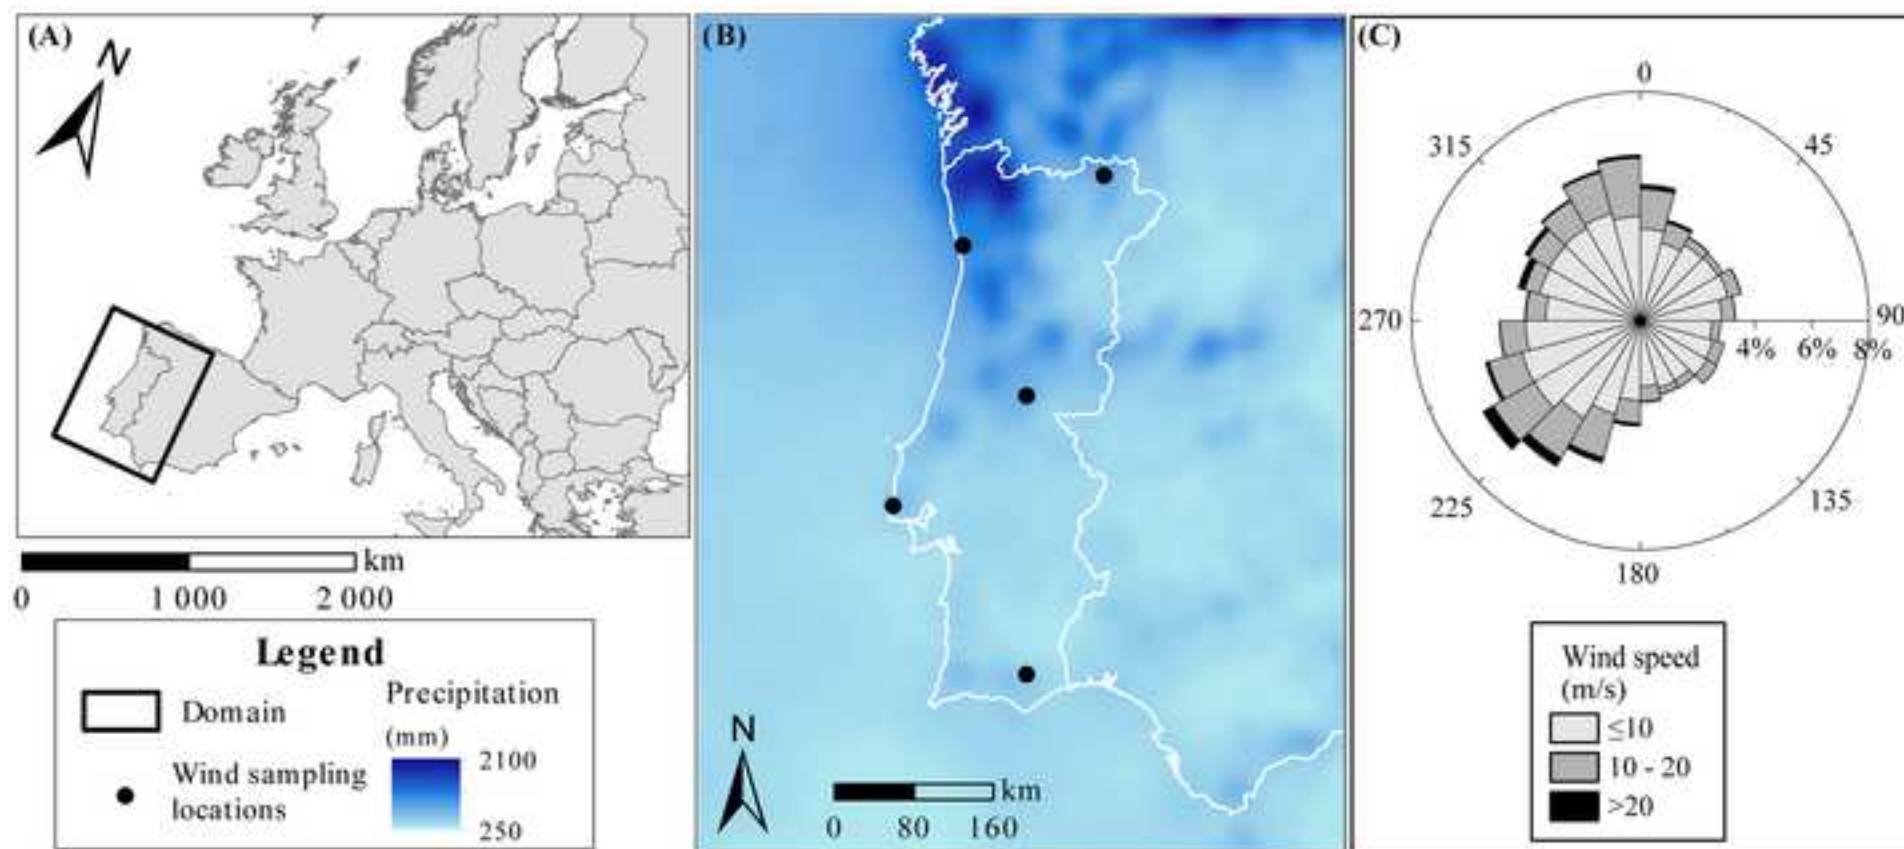 (A)
N
km
0 1 000 2 000
Legend
Domain
Wind sampling
locations
Precipitation
(mm)
2100
250
(B)
N
km
0 80 160
(C)
0
315 45
270 90
4% 6% 8%
225 135
180
Wind speed
(m/s)
≤10
10 - 20
>20